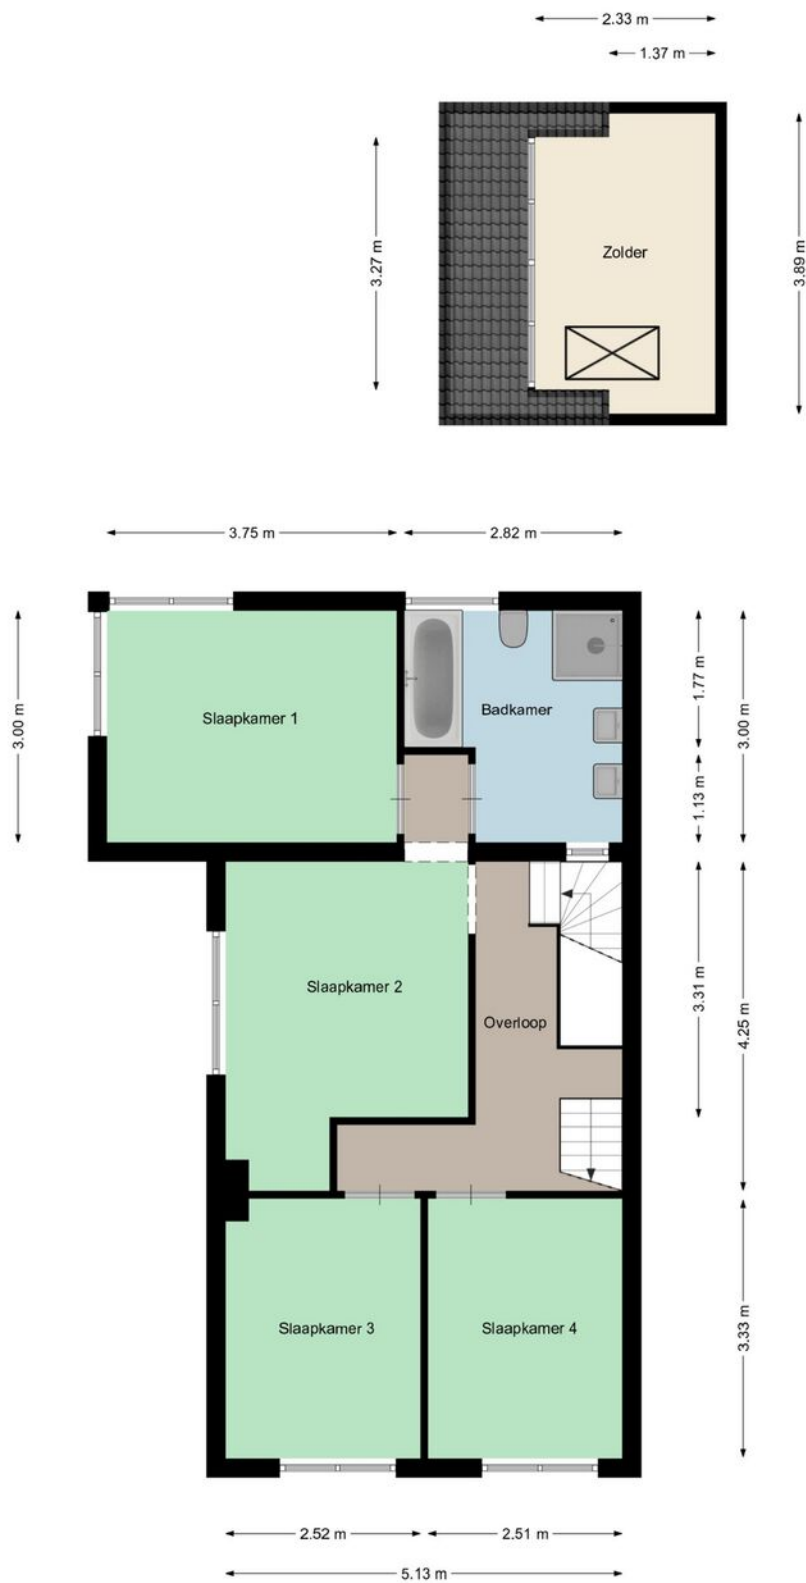 2.33 m
1.37 m
3.27 m
Zolder
3.89 m
3.75 m
2.82 m
3.00 m
Slaapkamer 1
Badkamer
1.77 m
3.00 m
1.13 m
Slaapkamer 2
Overloop
3.31 m
4.25 m
Slaapkamer 3
Slaapkamer 4
3.33 m
2.52 m
2.51 m
5.13 m